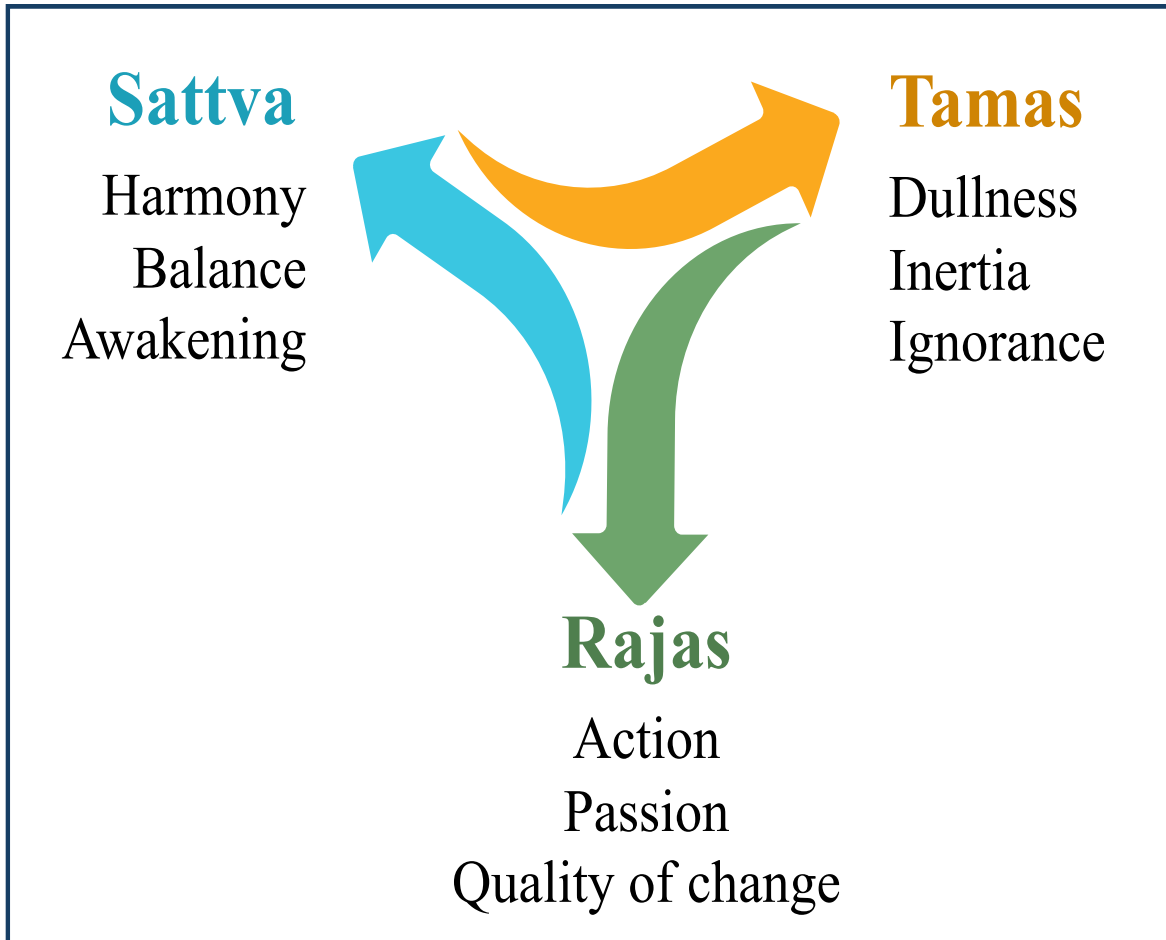 Sattva
Harmony
Balance
Awakening
Tamas
Dullness
Inertia
Ignorance
Rajas
Action
Passion
Quality of change